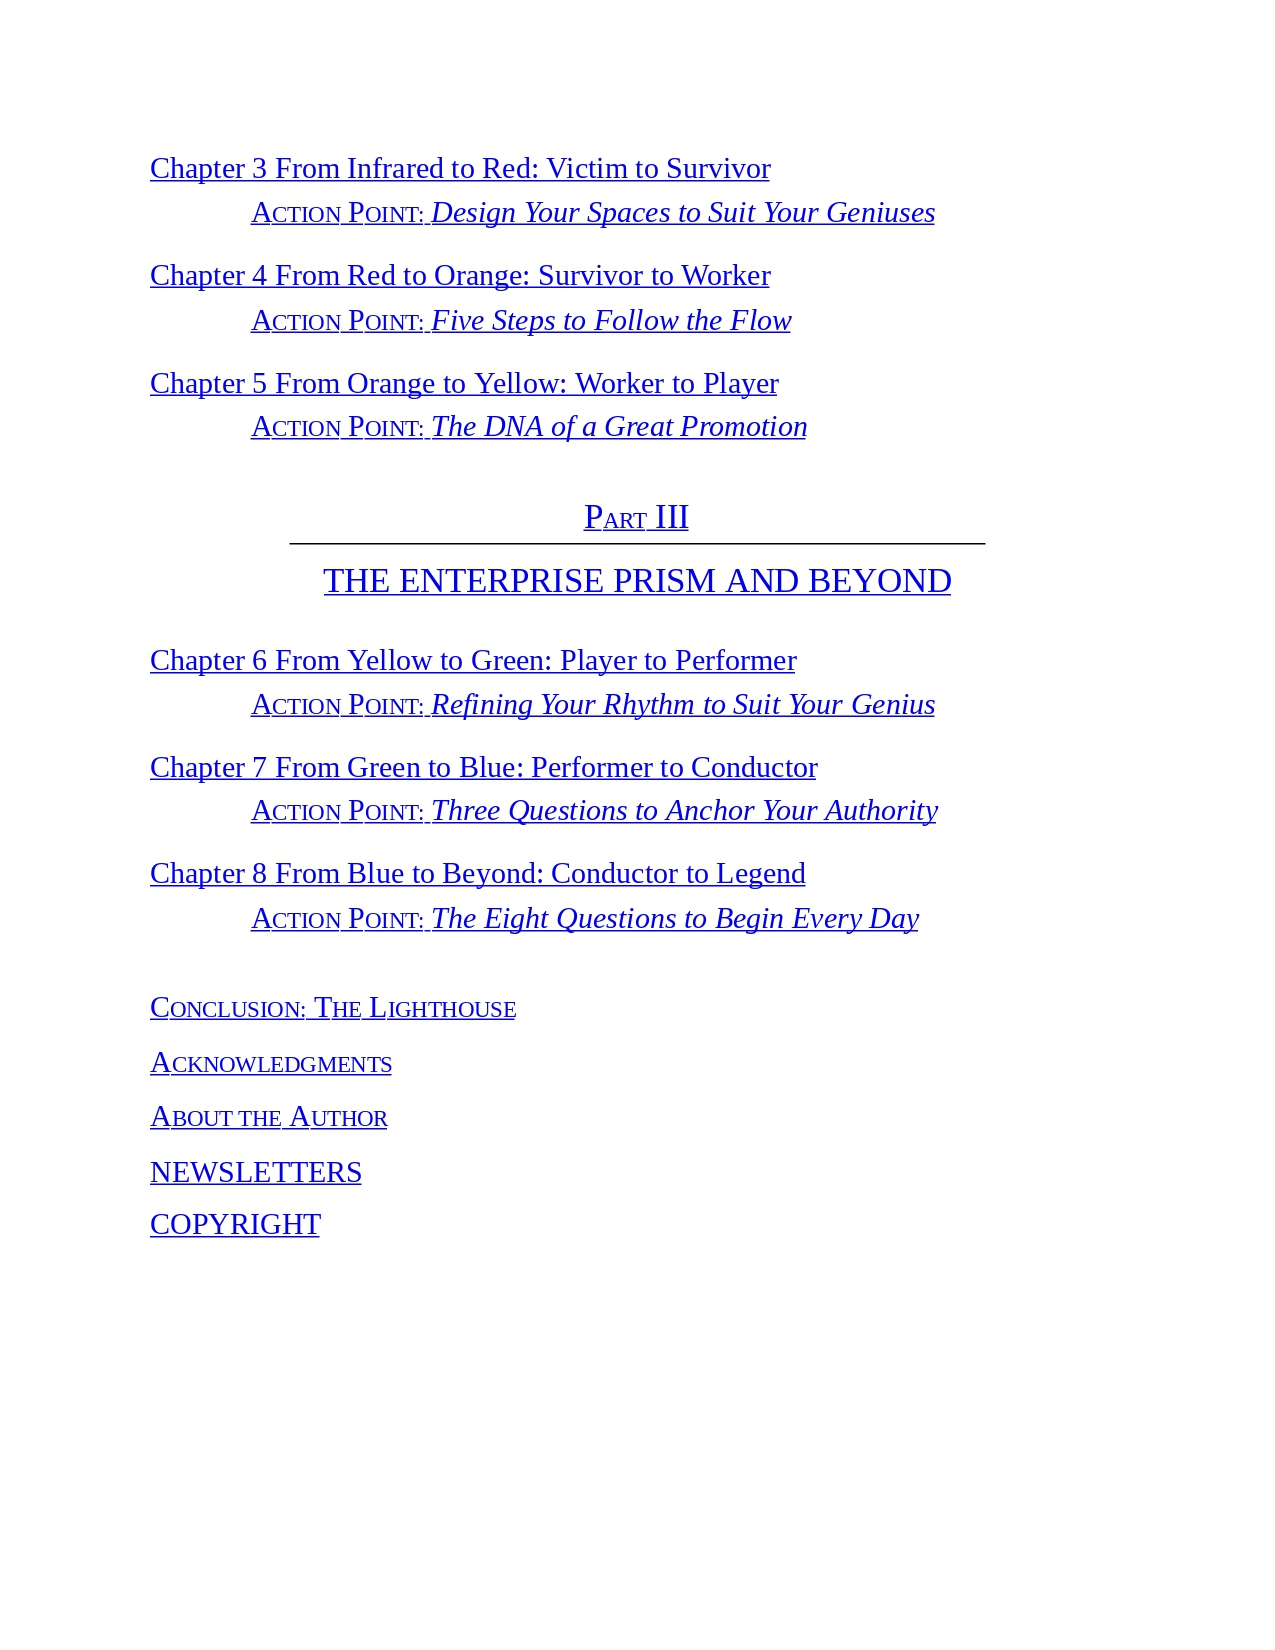 Chapter 3 From Infrared to Red: Victim to Survivor
ACTION POINT: Design Your Spaces to Suit Your Geniuses
Chapter 4 From Red to Orange: Survivor to Worker
ACTION POINT: Five Steps to Follow the Flow
Chapter 5 From Orange to Yellow: Worker to Player
ACTION POINT: The DNA of a Great Promotion
PART III
THE ENTERPRISE PRISM AND BEYOND
Chapter 6 From Yellow to Green: Player to Performer
ACTION POINT: Refining Your Rhythm to Suit Your Genius
Chapter 7 From Green to Blue: Performer to Conductor
ACTION POINT: Three Questions to Anchor Your Authority
Chapter 8 From Blue to Beyond: Conductor to Legend
ACTION POINT: The Eight Questions to Begin Every Day
CONCLUSION: THE LIGHTHOUSE
ACKNOWLEDGMENTS
ABOUT THE AUTHOR
NEWSLETTERS
COPYRIGHT